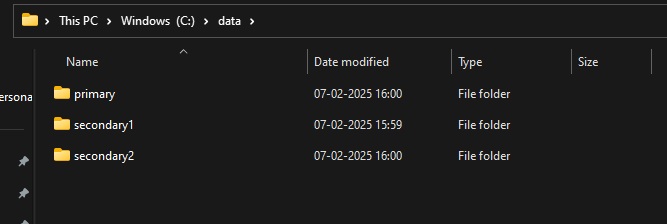 This PC > Windows (C:) > data >
Name Date modified Type Size
primary 07-02-2025 16:00 File folder
ersona
secondary1 07-02-2025 15:59 File folder
secondary2 07-02-2025 16:00 File folder